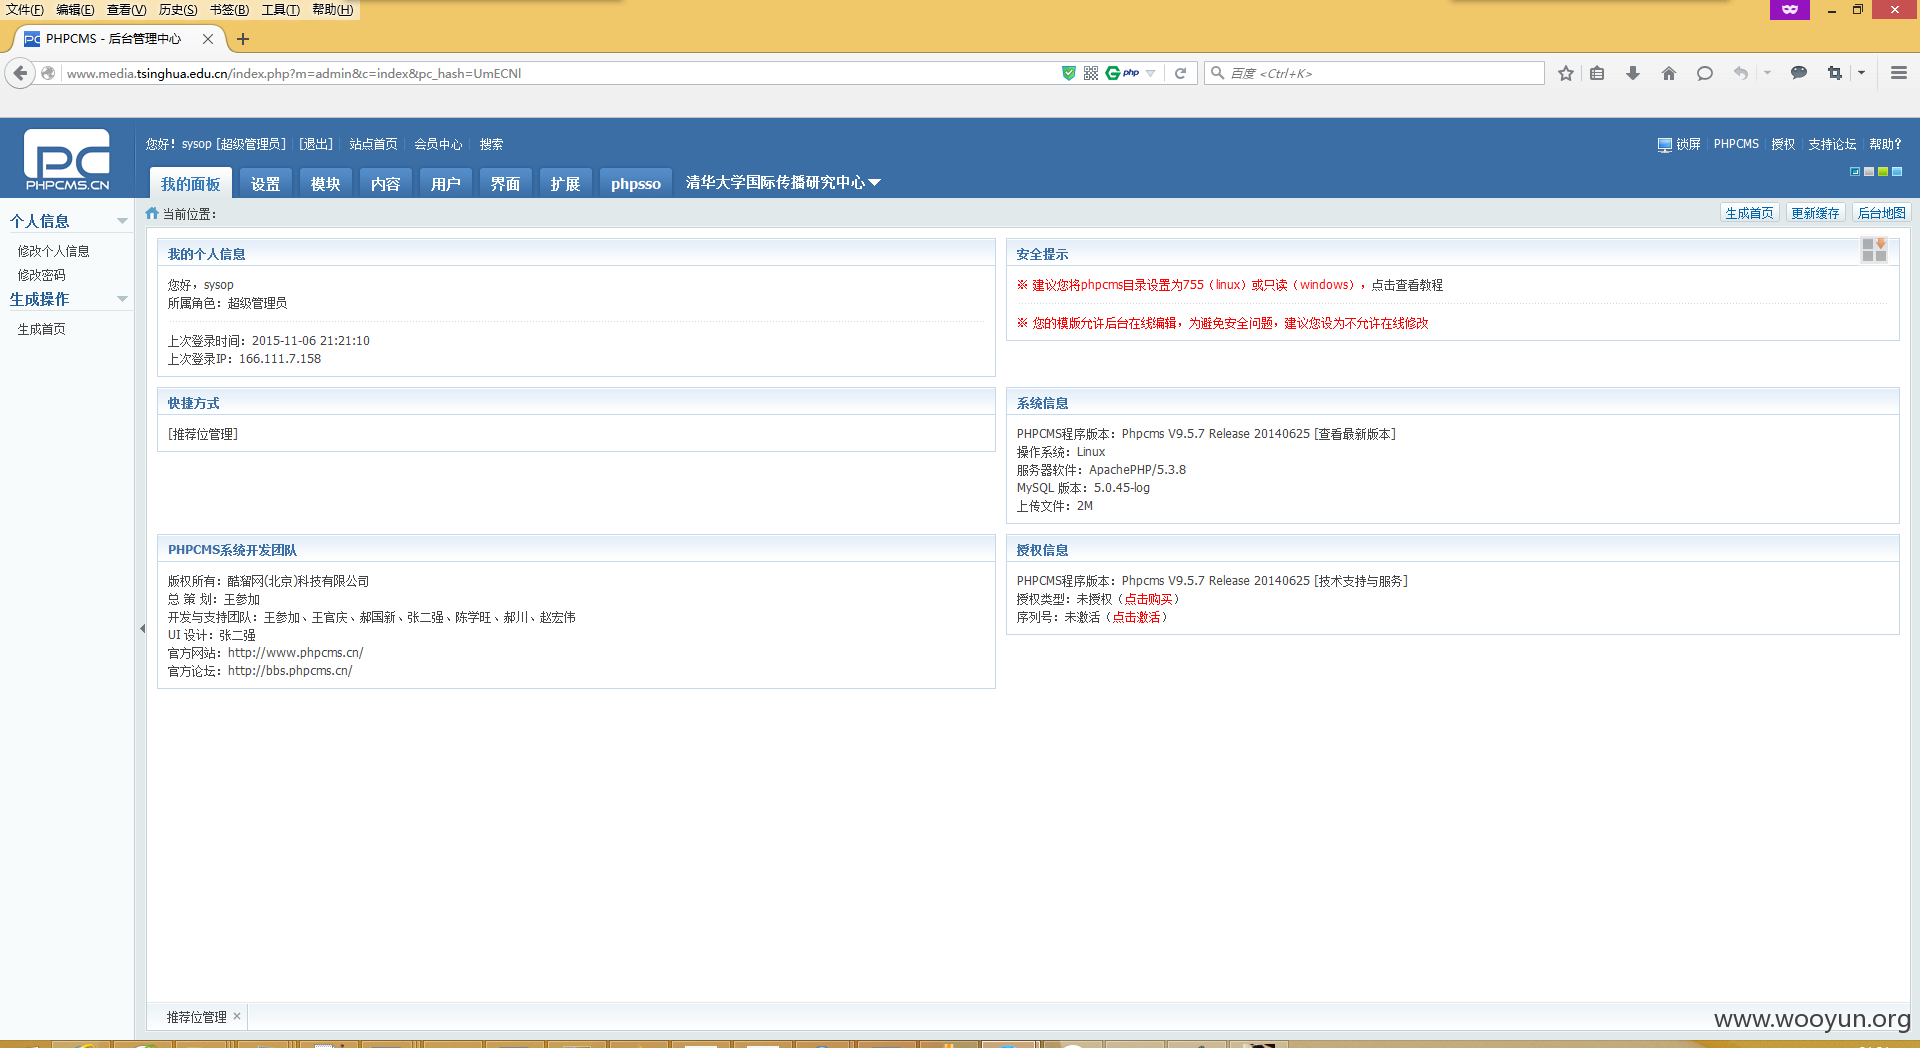 文件(F) 编辑(E) 查看(V) 历史(S) 书签(B) 工具(T) 帮助(H)
PHPCMS - 后台管理中心
www.media.tsinghua.edu.cn/index.php?m=admin&c=index&pc_hash=UmECNl
php
百度 <Ctrl+K>
PHPCMS.CN
您好！sysop [超级管理员] [退出] 站点首页 会员中心 搜索
锁屏 PHPCMS 授权 支持论坛 帮助?
我的面板 设置 模块 内容 用户 界面 扩展 phpsso 清华大学国际传播研究中心
个人信息
修改个人信息
修改密码
生成操作
生成首页
当前位置：
生成首页 更新缓存 后台地图
我的个人信息
您好，sysop
所属角色：超级管理员
上次登录时间：2015-11-06 21:21:10
上次登录IP：166.111.7.158
安全提示
※ 建议您将phpcms目录设置为755（linux）或只读（windows），点击查看教程
※ 您的模版允许后台在线编辑，为避免安全问题，建议您设为不允许在线修改
快捷方式
[推荐位管理]
系统信息
PHPCMS程序版本：Phpcms V9.5.7 Release 20140625 [查看最新版本]
操作系统：Linux
服务器软件：ApachePHP/5.3.8
MySQL 版本：5.0.45-log
上传文件：2M
PHPCMS系统开发团队
版权所有：酷溜网(北京)科技有限公司
总 策 划：王参加
开发与支持团队：王参加、王官庆、郝国新、张二强、陈学旺、郝川、赵宏伟
UI 设计：张二强
官方网站：http://www.phpcms.cn/
官方论坛：http://bbs.phpcms.cn/
授权信息
PHPCMS程序版本：Phpcms V9.5.7 Release 20140625 [技术支持与服务]
授权类型：未授权（点击购买）
序列号：未激活（点击激活）
推荐位管理
www.wooyun.org